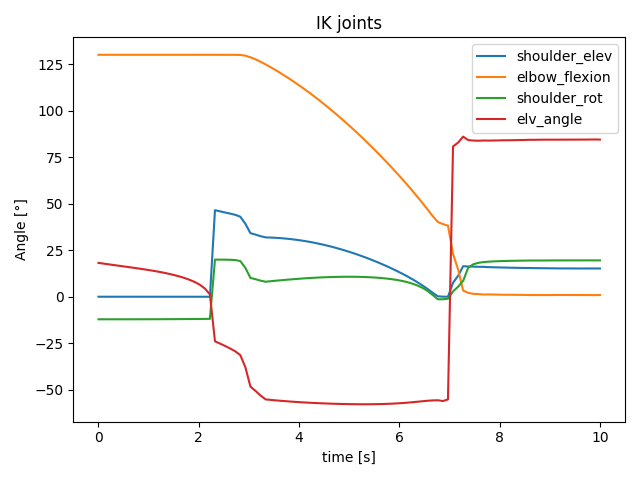 IK joints
shoulder_elev
elbow_flexion
shoulder_rot
elv_angle
Angle [°]
125
100
75
50
25
0
−25
−50
0 2 4 6 8 10
time [s]